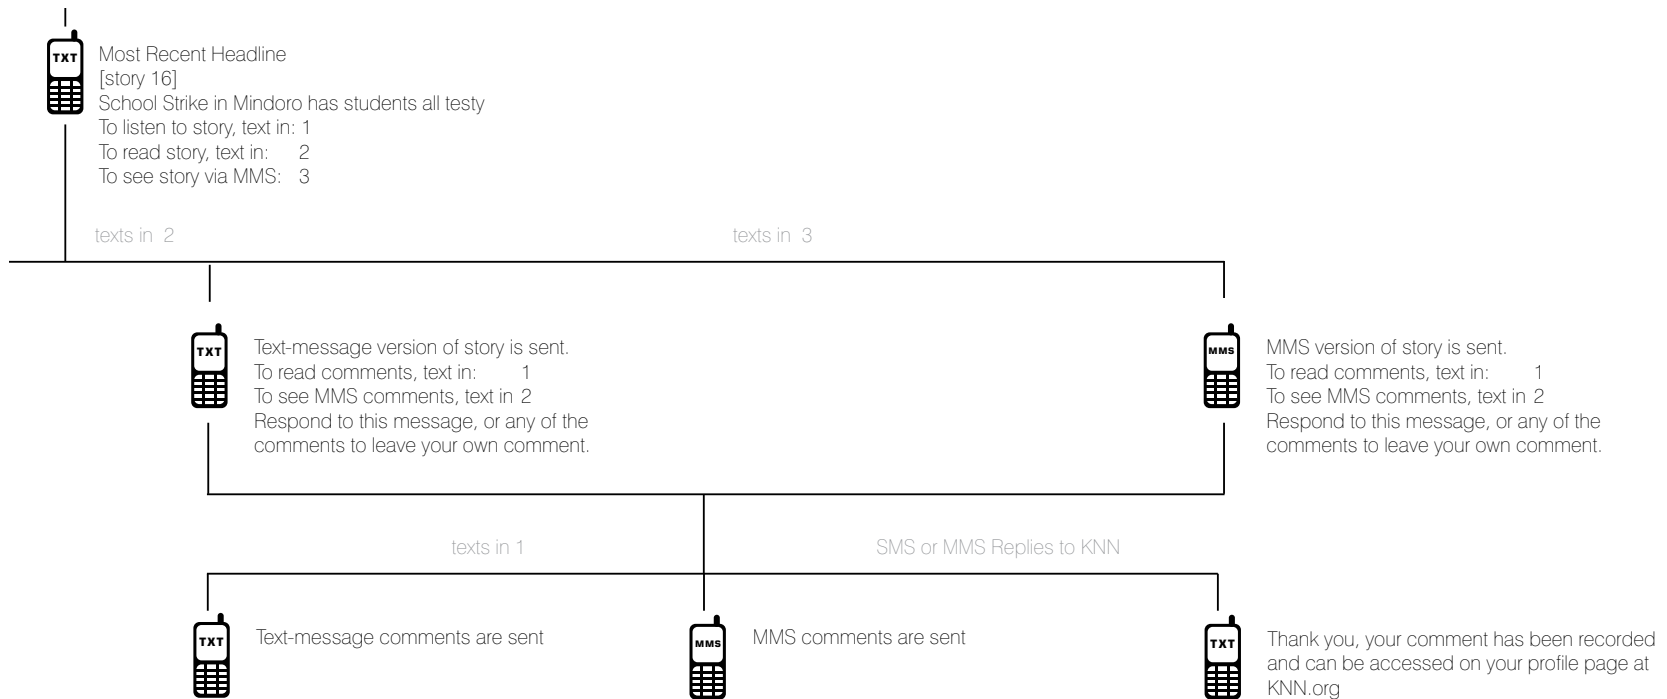 TXT
Most Recent Headline
[story 16]
School Strike in Mindoro has students all testy
To listen to story, text in: 1
To read story, text in: 2
To see story via MMS: 3
texts in 2
texts in 3
TXT
Text-message version of story is sent.
To read comments, text in: 1
To see MMS comments, text in 2
Respond to this message, or any of the
comments to leave your own comment.
MMS
MMS version of story is sent.
To read comments, text in: 1
To see MMS comments, text in 2
Respond to this message, or any of the
comments to leave your own comment.
texts in 1
SMS or MMS Replies to KNN
TXT
Text-message comments are sent
MMS
MMS comments are sent
TXT
Thank you, your comment has been recorded
and can be accessed on your profile page at
KNN.org